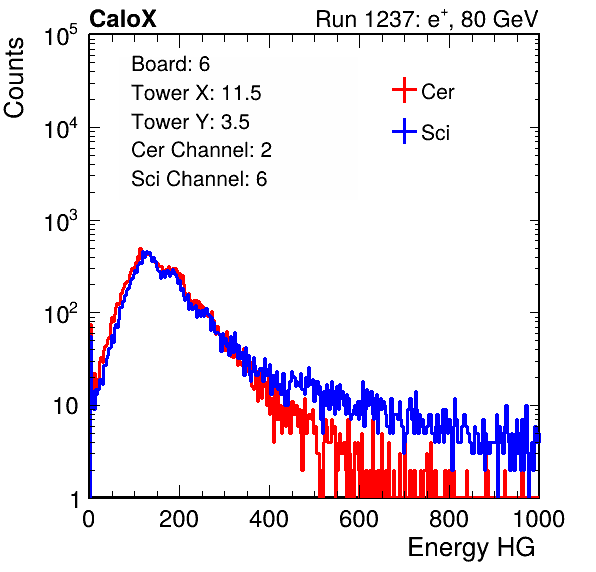 CaloX Run 1237: e⁺, 80 GeV
Counts
10⁵
10⁴
10³
10²
10
1
Board: 6
Tower X: 11.5
Tower Y: 3.5
Cer Channel: 2
Sci Channel: 6
Cer
Sci
0 200 400 600 800 1000
Energy HG